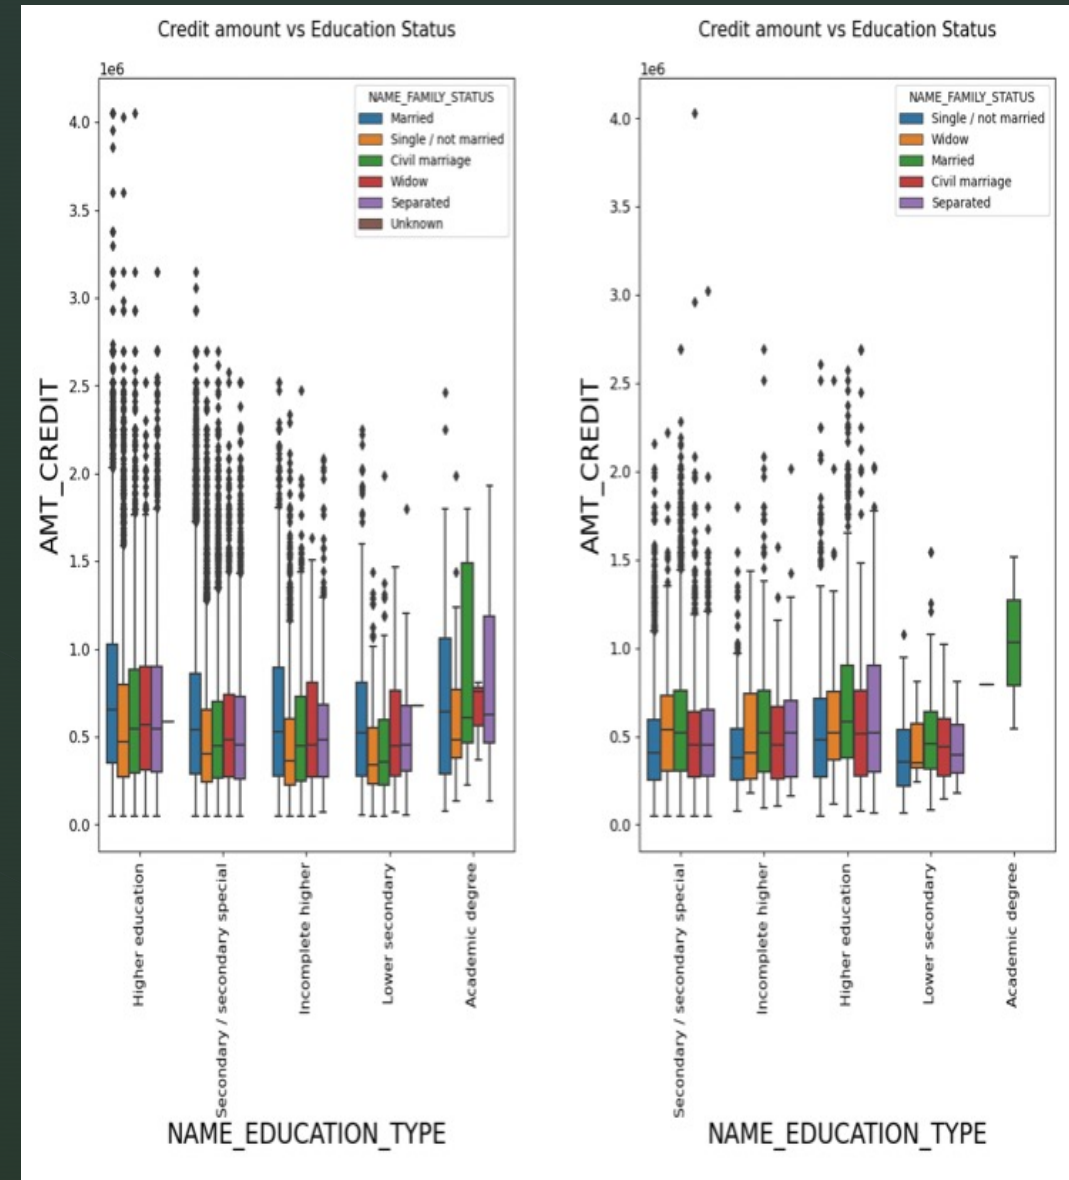 Credit amount vs Education Status
1e6
NAME_FAMILY_STATUS
Married
Single / not married
Civil marriage
Widow
Separated
Unknown
4.0
3.5
3.0
2.5
2.0
1.5
1.0
0.5
0.0
AMT_CREDIT
Higher education
Secondary / secondary special
Incomplete higher
Lower secondary
Academic degree
NAME_EDUCATION_TYPE
Credit amount vs Education Status
1e6
NAME_FAMILY_STATUS
Single / not married
Widow
Married
Civil marriage
Separated
4.0
3.5
3.0
2.5
2.0
1.5
1.0
0.5
0.0
AMT_CREDIT
Secondary / secondary special
Incomplete higher
Higher education
Lower secondary
Academic degree
NAME_EDUCATION_TYPE